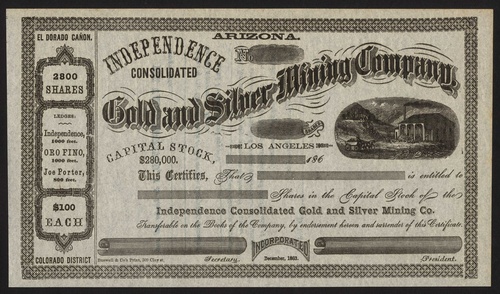 ARIZONA.
EL DORADO CAÑON.
2800
SHARES
LEDGES:
Independence,
1000 feet.
ORO FINO,
1000 feet.
Joe Porter,
800 feet.
$100
EACH
COLORADO DISTRICT
No
INDEPENDENCE
CONSOLIDATED
Gold and Silver Mining Company,
SHARES
CAPITAL STOCK,
$280,000.
LOS ANGELES
186
This Certifies, That
is entitled to
Shares in the Capital Stock of the
Independence Consolidated Gold and Silver Mining Co.
Transferable on the Books of the Company, by indorsement hereon and surrender of this Certificate.
INCORPORATED
December, 1863.
Secretary.
President.